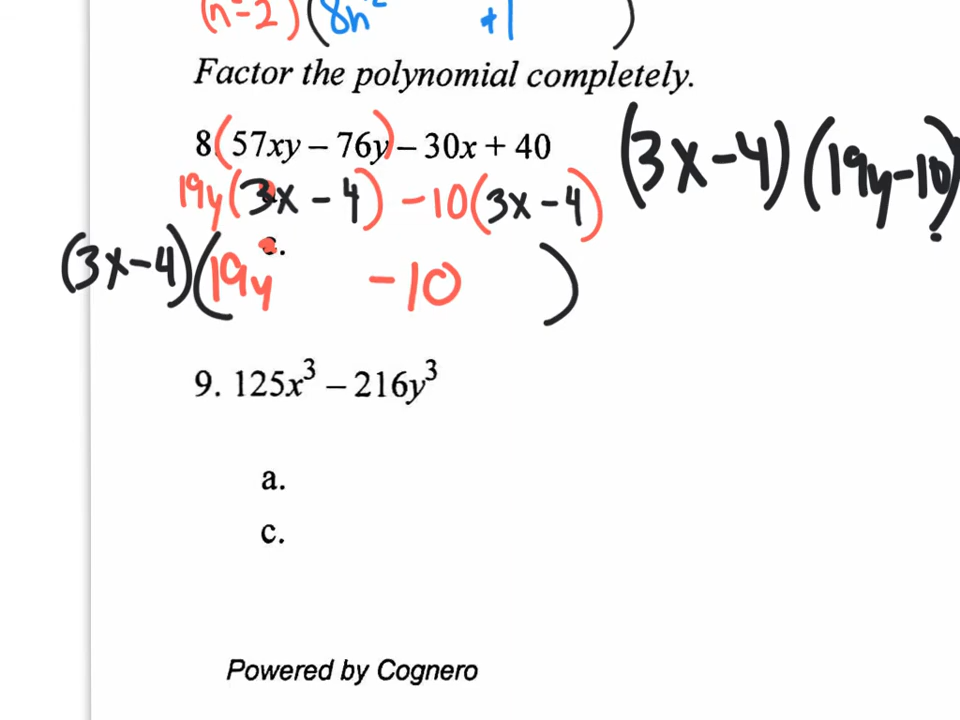 (n-2)(8n² +1 )
Factor the polynomial completely.
8 (57xy – 76y) – 30x + 40
(3x-4)(19y-10)
19y(3x-4) -10(3x-4)
(3x-4)(19y -10 )
9. 125x³ – 216y³
a.
c.
Powered by Cognero